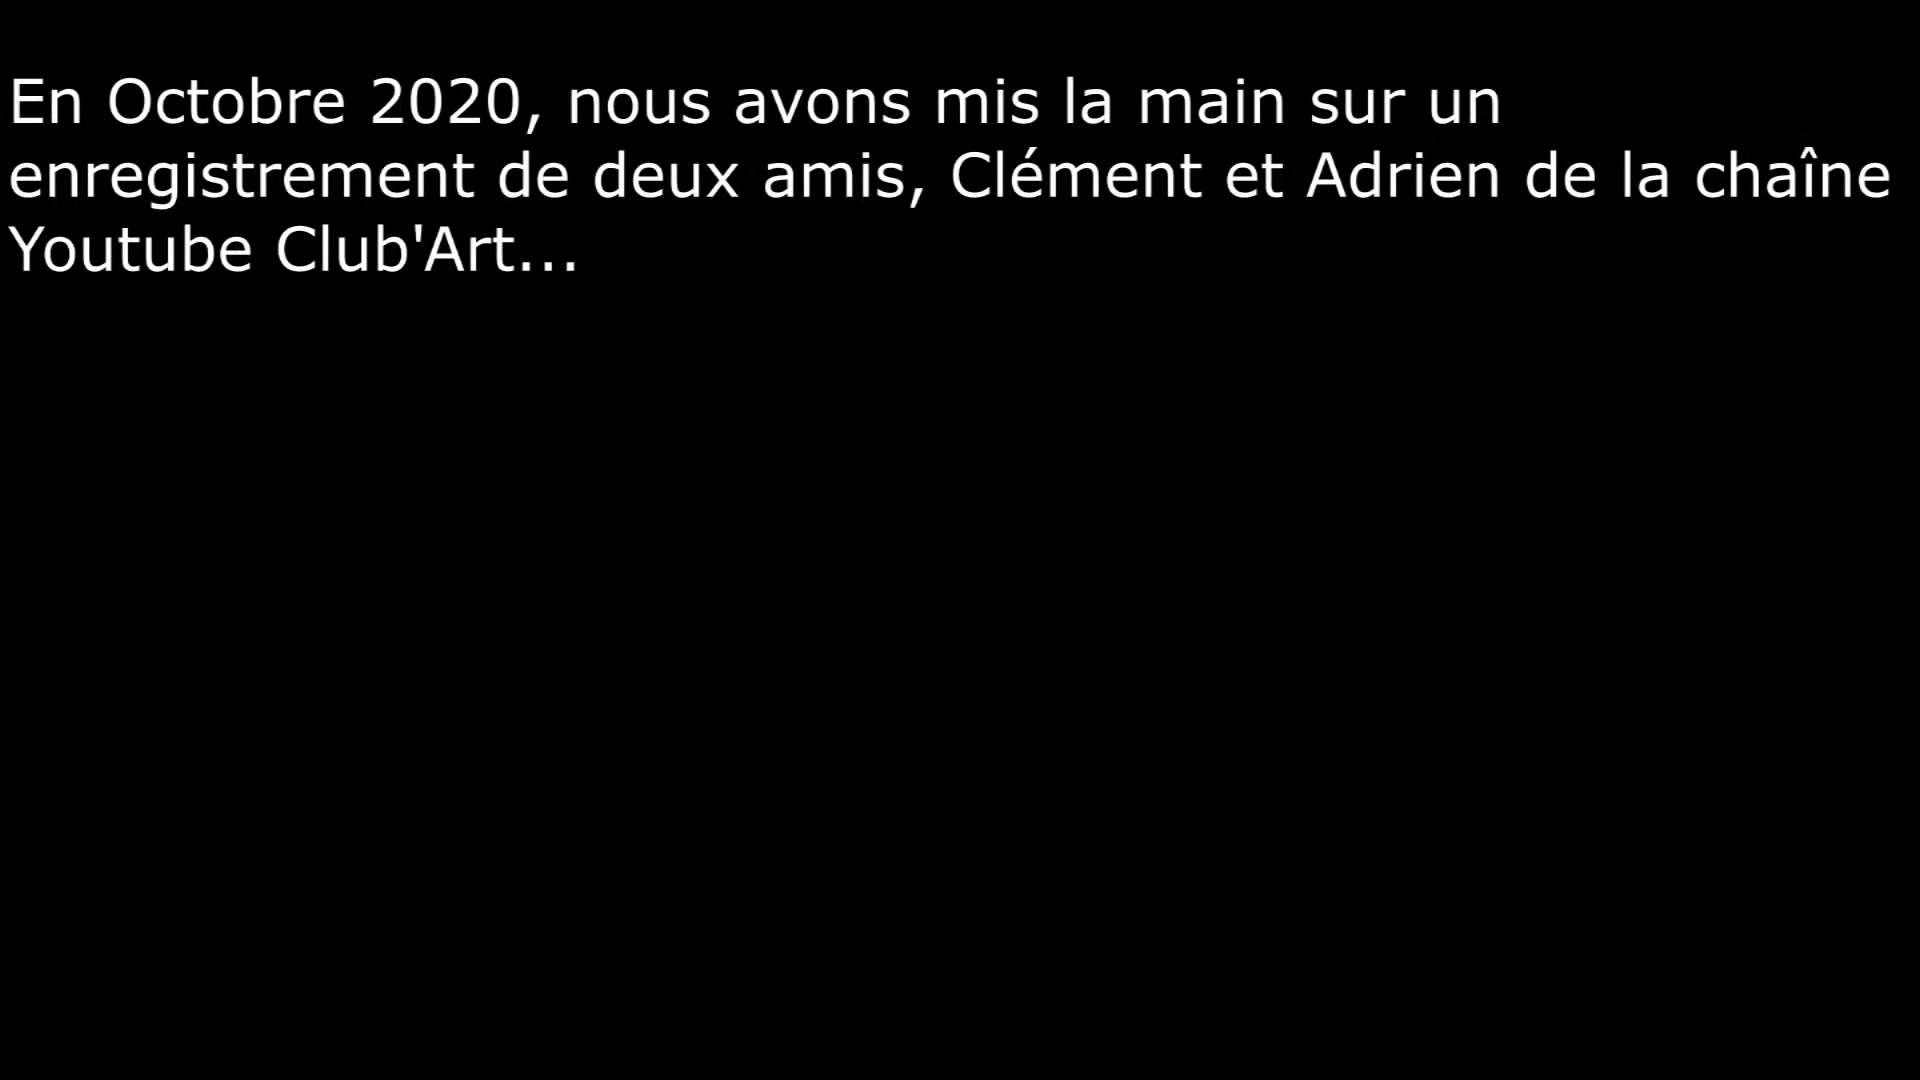 En Octobre 2020, nous avons mis la main sur un
enregistrement de deux amis, Clément et Adrien de la chaîne
Youtube Club'Art...